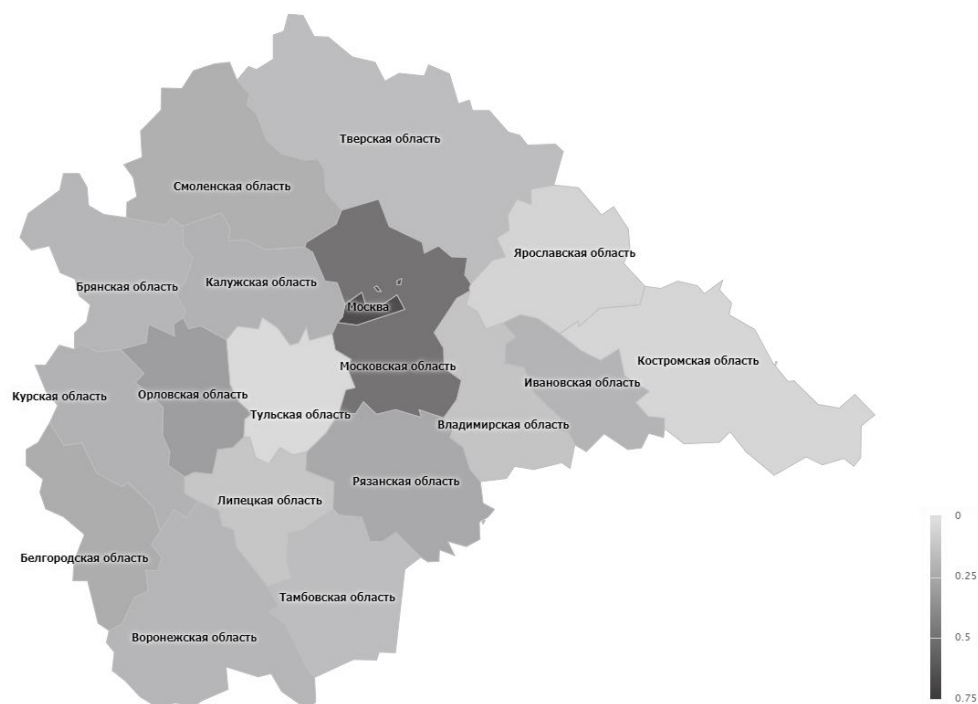 Тверская область
Смоленская область
Ярославская область
Брянская область
Калужская область
Москва
Костромская область
Московская область
Ивановская область
Курская область
Орловская область
Тульская область
Владимирская область
Рязанская область
Липецкая область
Белгородская область
Тамбовская область
Воронежская область
0
0.25
0.5
0.75